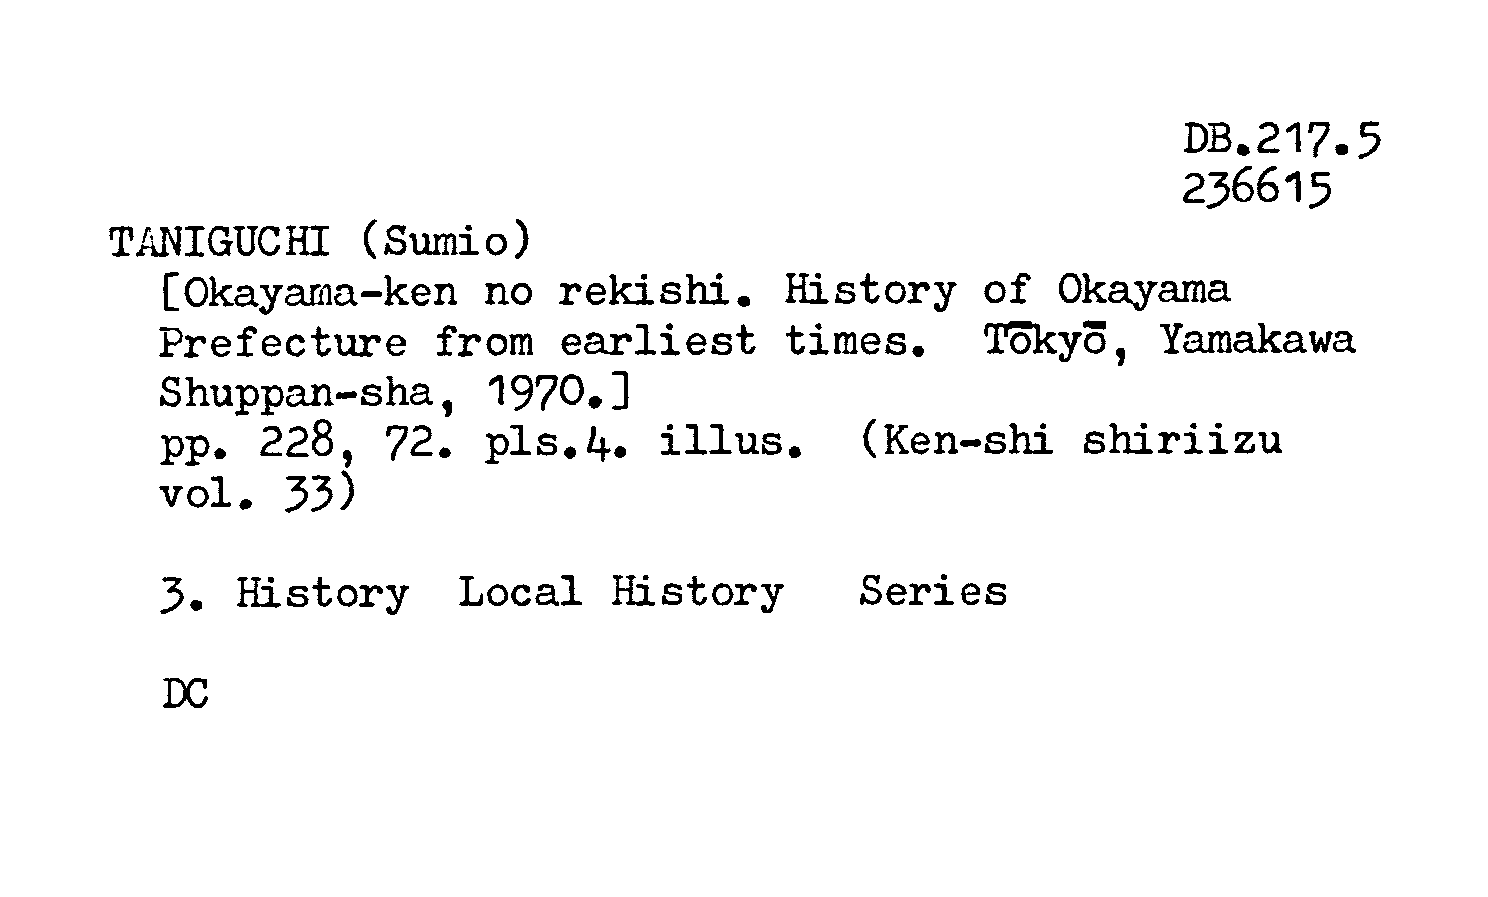 DB.217.5
236615
TANIGUCHI (Sumio)
[Okayama-ken no rekishi. History of Okayama
Prefecture from earliest times. Tōkyō, Yamakawa
Shuppan-sha, 1970.]
pp. 228, 72. pls.4. illus. (Ken-shi shiriizu
vol. 33)
3. History Local History Series
DC